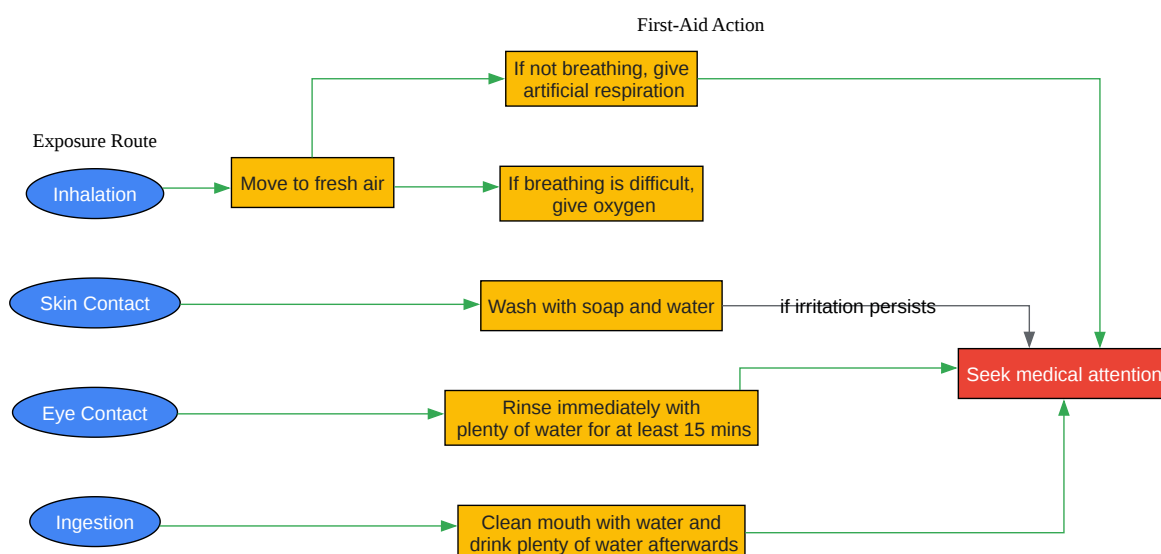 First-Aid Action
If not breathing, give
artificial respiration
Exposure Route
Inhalation
Move to fresh air
If breathing is difficult,
give oxygen
Skin Contact
Wash with soap and water
if irritation persists
Seek medical attention
Eye Contact
Rinse immediately with
plenty of water for at least 15 mins
Ingestion
Clean mouth with water and
drink plenty of water afterwards